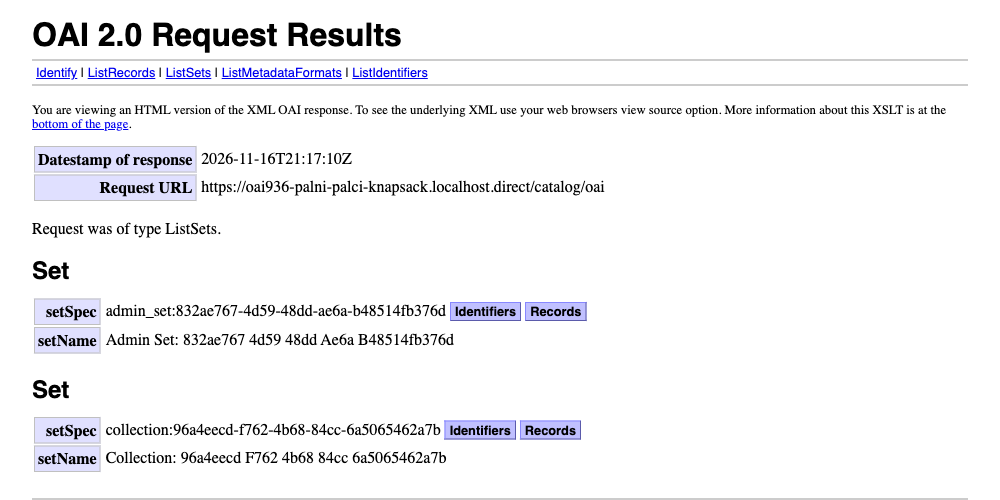 OAI 2.0 Request Results
Identify | ListRecords | ListSets | ListMetadataFormats | ListIdentifiers
You are viewing an HTML version of the XML OAI response. To see the underlying XML use your web browsers view source option. More information about this XSLT is at the
bottom of the page.
Datestamp of response 2026-11-16T21:17:10Z
Request URL https://oai936-palni-palci-knapsack.localhost.direct/catalog/oai
Request was of type ListSets.
Set
setSpec admin_set:832ae767-4d59-48dd-ae6a-b48514fb376d Identifiers Records
setName Admin Set: 832ae767 4d59 48dd Ae6a B48514fb376d
Set
setSpec collection:96a4eecd-f762-4b68-84cc-6a5065462a7b Identifiers Records
setName Collection: 96a4eecd F762 4b68 84cc 6a5065462a7b